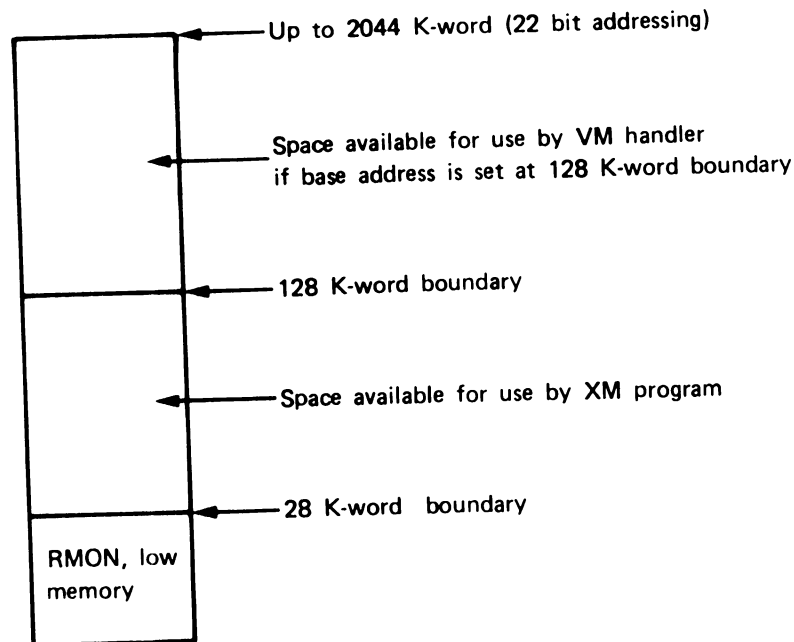 Up to 2044 K-word (22 bit addressing)
Space available for use by VM handler
if base address is set at 128 K-word boundary
128 K-word boundary
Space available for use by XM program
28 K-word boundary
RMON, low
memory